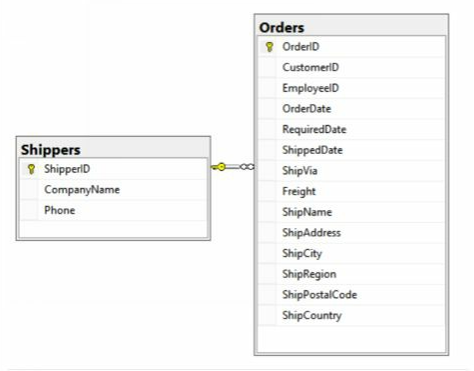 Orders
OrderID
CustomerID
EmployeeID
OrderDate
RequiredDate
ShippedDate
ShipVia
Freight
ShipName
ShipAddress
ShipCity
ShipRegion
ShipPostalCode
ShipCountry
Shippers
ShipperID
CompanyName
Phone